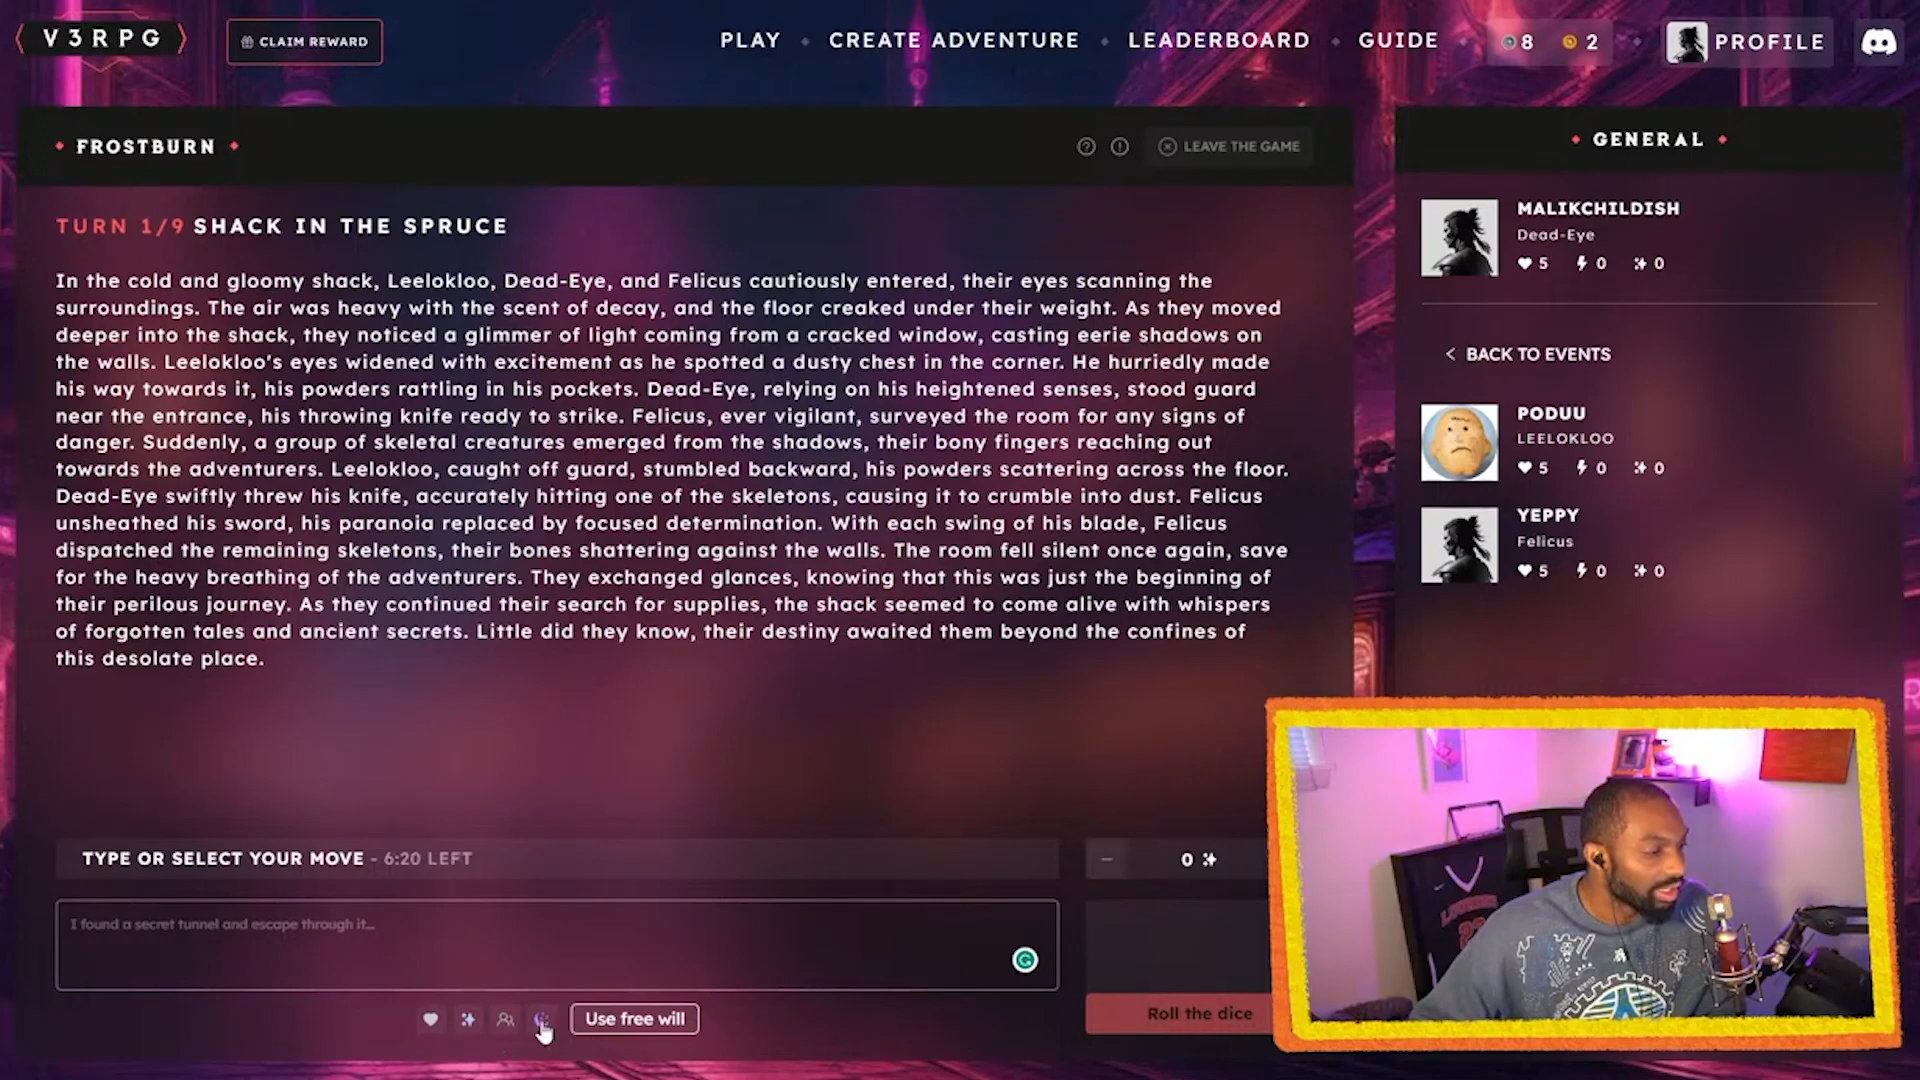 V3RPG
CLAIM REWARD
PLAY
CREATE ADVENTURE
LEADERBOARD
GUIDE
8
2
PROFILE
FROSTBURN
LEAVE THE GAME
TURN 1/9 SHACK IN THE SPRUCE
In the cold and gloomy shack, Leelokloo, Dead-Eye, and Felicus cautiously entered, their eyes scanning the
surroundings. The air was heavy with the scent of decay, and the floor creaked under their weight. As they moved
deeper into the shack, they noticed a glimmer of light coming from a cracked window, casting eerie shadows on
the walls. Leelokloo's eyes widened with excitement as he spotted a dusty chest in the corner. He hurriedly made
his way towards it, his powders rattling in his pockets. Dead-Eye, relying on his heightened senses, stood guard
near the entrance, his throwing knife ready to strike. Felicus, ever vigilant, surveyed the room for any signs of
danger. Suddenly, a group of skeletal creatures emerged from the shadows, their bony fingers reaching out
towards the adventurers. Leelokloo, caught off guard, stumbled backward, his powders scattering across the floor.
Dead-Eye swiftly threw his knife, accurately hitting one of the skeletons, causing it to crumble into dust. Felicus
unsheathed his sword, his paranoia replaced by focused determination. With each swing of his blade, Felicus
dispatched the remaining skeletons, their bones shattering against the walls. The room fell silent once again, save
for the heavy breathing of the adventurers. They exchanged glances, knowing that this was just the beginning of
their perilous journey. As they continued their search for supplies, the shack seemed to come alive with whispers
of forgotten tales and ancient secrets. Little did they know, their destiny awaited them beyond the confines of
this desolate place.
TYPE OR SELECT YOUR MOVE - 6:20 LEFT
I found a secret tunnel and escape through it...
Use free will
0
Roll the dice
GENERAL
MALIKCHILDISH
Dead-Eye
5 0 0
< BACK TO EVENTS
PODUU
LEELOKLOO
5 0 0
YEPPY
Felicus
5 0 0